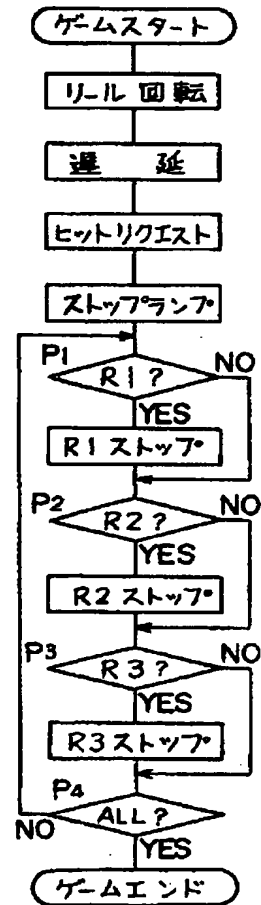 ゲームスタート
リール回転
遅延
ヒットリクエスト
ストップランプ
P1
R1?
NO
YES
R1ストップ
P2
R2?
NO
YES
R2ストップ
P3
R3?
NO
YES
R3ストップ
P4
ALL?
NO
YES
ゲームエンド